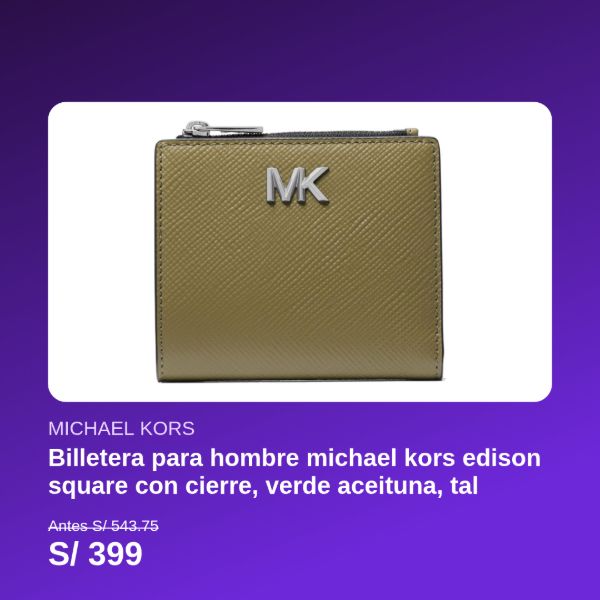 MK
MICHAEL KORS
Billetera para hombre michael kors edison
square con cierre, verde aceituna, tal
Antes S/ 543.75
S/ 399